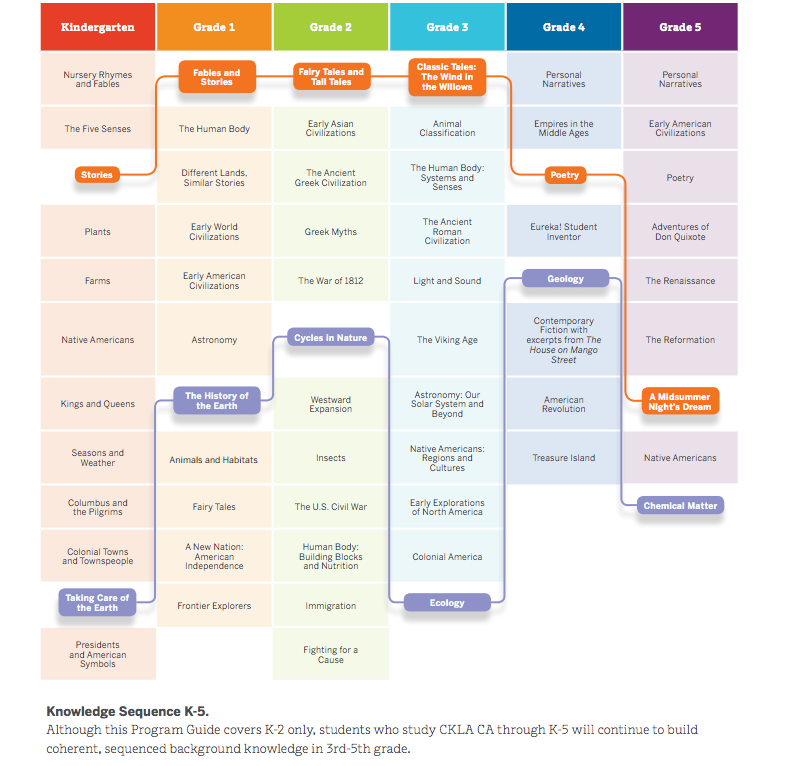 Kindergarten
Grade 1
Grade 2
Grade 3
Grade 4
Grade 5
Nursery Rhymes
and Fables
Fables and
Stories
Fairy Tales and
Tall Tales
Classic Tales:
The Wind in
the Willows
Personal
Narratives
Personal
Narratives
The Five Senses
The Human Body
Early Asian
Civilizations
Animal
Classification
Empires in the
Middle Ages
Early American
Civilizations
Stories
Different Lands,
Similar Stories
The Ancient
Greek Civilization
The Human Body:
Systems and
Senses
Poetry
Poetry
Plants
Early World
Civilizations
Greek Myths
The Ancient
Roman
Civilization
Eureka! Student
Inventor
Adventures of
Don Quixote
Farms
Early American
Civilizations
The War of 1812
Light and Sound
Geology
The Renaissance
Native Americans
Astronomy
Cycles in Nature
The Viking Age
Contemporary
Fiction with
excerpts from The
House on Mango
Street
The Reformation
Kings and Queens
The History of
the Earth
Westward
Expansion
Astronomy: Our
Solar System and
Beyond
American
Revolution
A Midsummer
Night's Dream
Seasons and
Weather
Animals and Habitats
Insects
Native Americans:
Regions and
Cultures
Treasure Island
Native Americans
Columbus and
the Pilgrims
Fairy Tales
The U.S. Civil War
Early Explorations
of North America
Chemical Matter
Colonial Towns
and Townspeople
A New Nation:
American
Independence
Human Body:
Building Blocks
and Nutrition
Colonial America
Taking Care of
the Earth
Frontier Explorers
Immigration
Ecology
Presidents
and American
Symbols
Fighting for a
Cause
Knowledge Sequence K-5.
Although this Program Guide covers K-2 only, students who study CKLA CA through K-5 will continue to build
coherent, sequenced background knowledge in 3rd-5th grade.